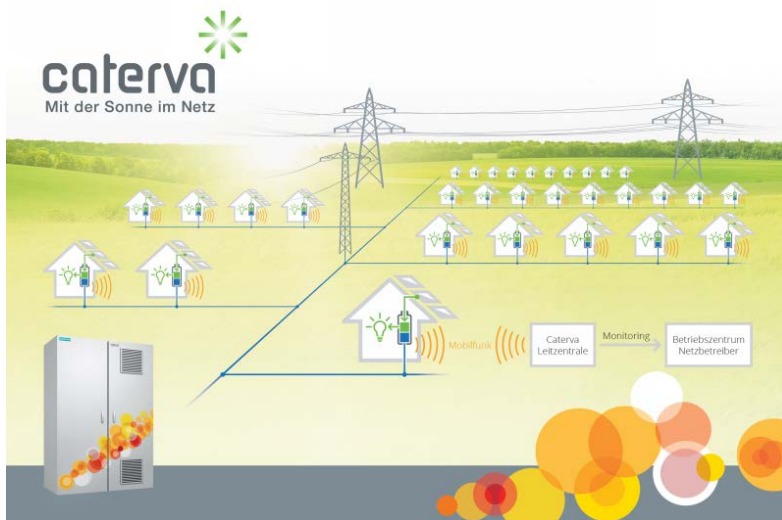 caterva
Mit der Sonne im Netz
Mobilfunk
Caterva
Leitzentrale
Monitoring
Betriebszentrum
Netzbetreiber